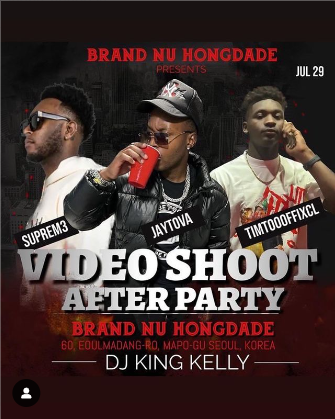 BRAND NU HONGDADE
PRESENTS
JUL 29
SUPREM3
JAYTOVA
TIMTOOOFFIXCL
VIDEO SHOOT
AFTER PARTY
BRAND NU HONGDADE
60, EOULMADANG-RO, MAPO-GU SEOUL, KOREA
DJ KING KELLY